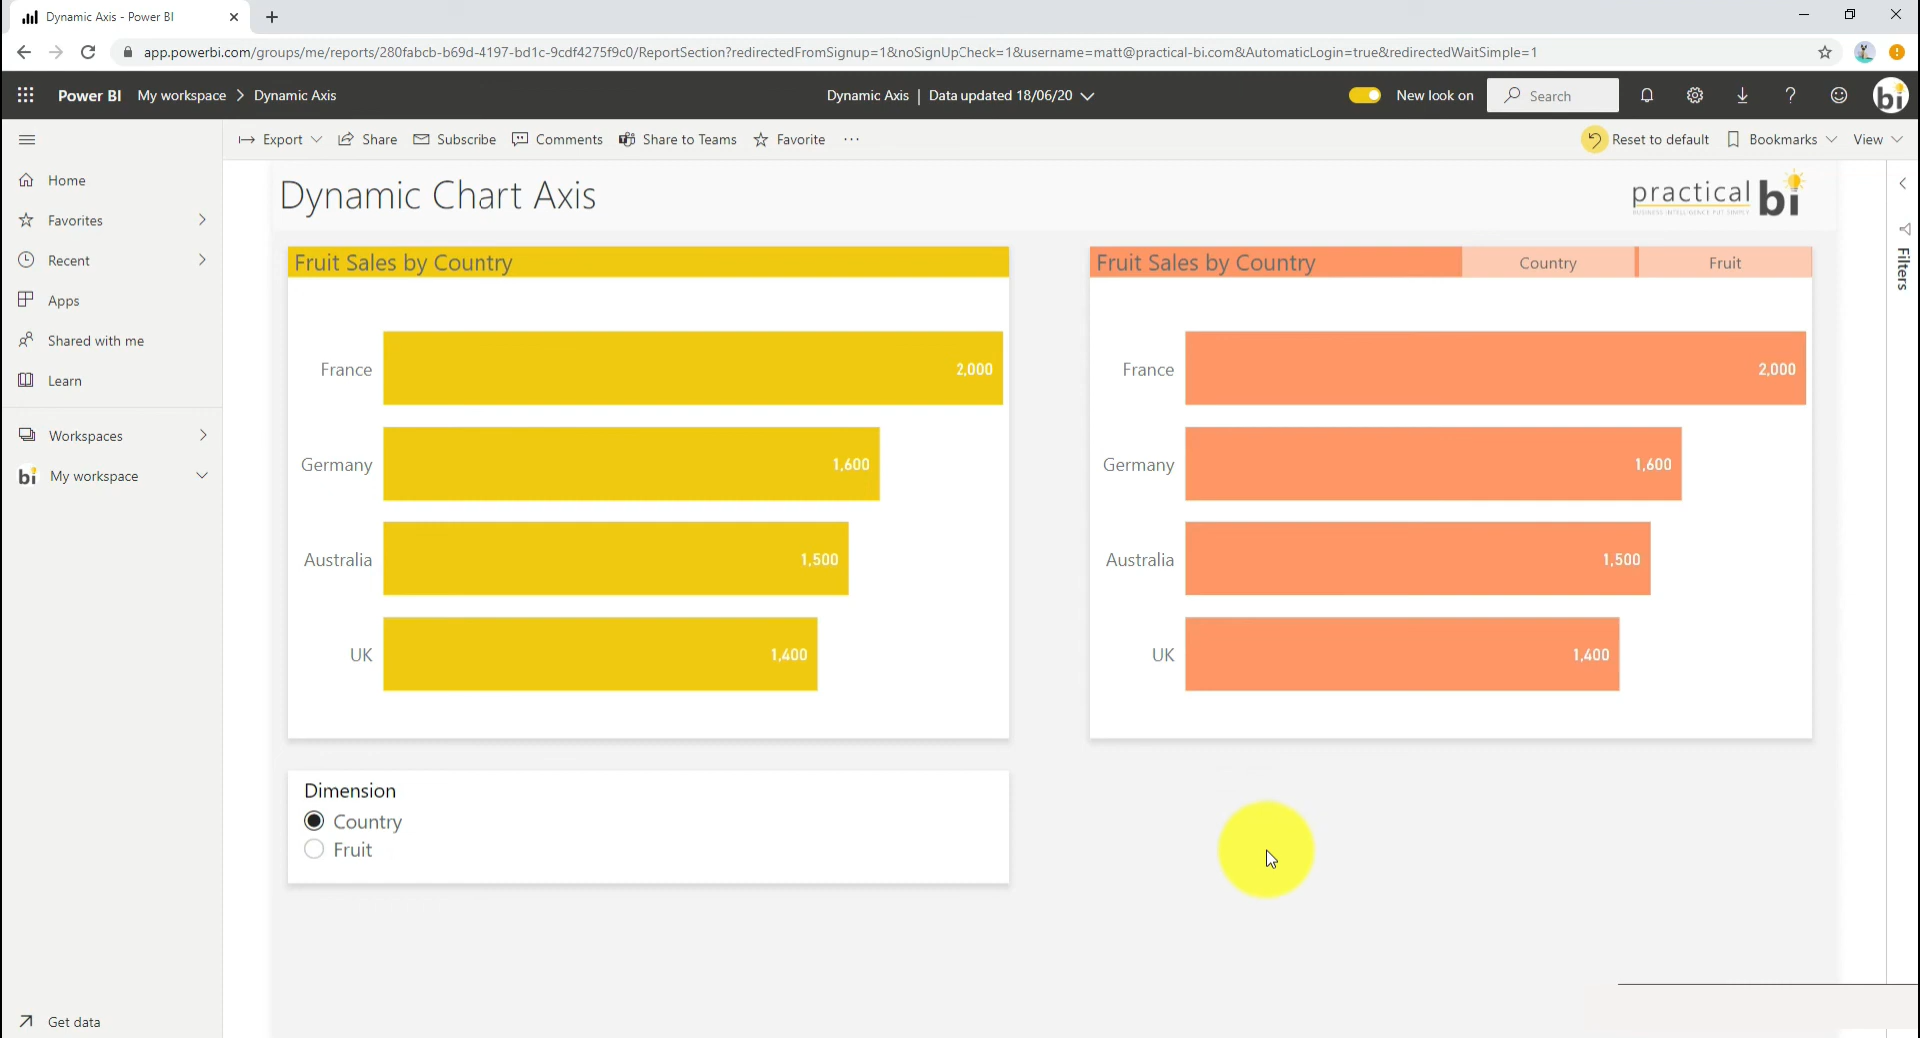 Dynamic Axis - Power BI
app.powerbi.com/groups/me/reports/280fabcb-b69d-4197-bd1c-9cdf4275f9c0/ReportSection?redirectedFromSignup=1&noSignUpCheck=1&username=matt@practical-bi.com&AutomaticLogin=true&redirectedWaitSimple=1
Power BI My workspace > Dynamic Axis Dynamic Axis | Data updated 18/06/20 New look on Search
Export Share Subscribe Comments Share to Teams Favorite ... Reset to default Bookmarks View
Home
Favorites
Recent
Apps
Shared with me
Learn
Workspaces
bi My workspace
Get data
Dynamic Chart Axis
practical bi
BUSINESS INTELLIGENCE PUT SIMPLY
Fruit Sales by Country
France 2,000
Germany 1,600
Australia 1,500
UK 1,400
Dimension
Country
Fruit
Fruit Sales by Country Country Fruit
France 2,000
Germany 1,600
Australia 1,500
UK 1,400
Filters
bi